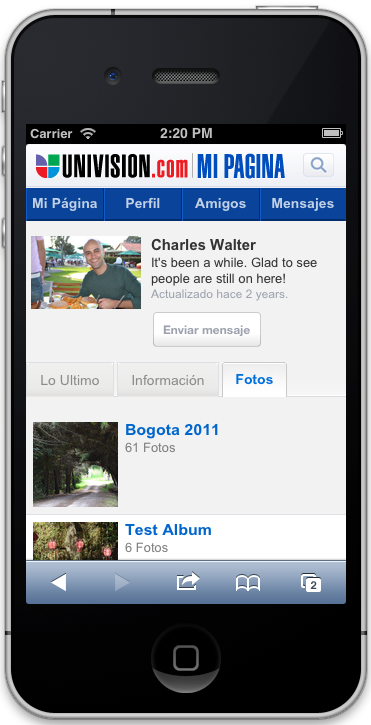 Carrier 2:20 PM
UNIVISION.com MI PAGINA
Mi Página Perfil Amigos Mensajes
Charles Walter
It's been a while. Glad to see
people are still on here!
Actualizado hace 2 years.
Enviar mensaje
Lo Ultimo Información Fotos
Bogota 2011
61 Fotos
Test Album
6 Fotos
2